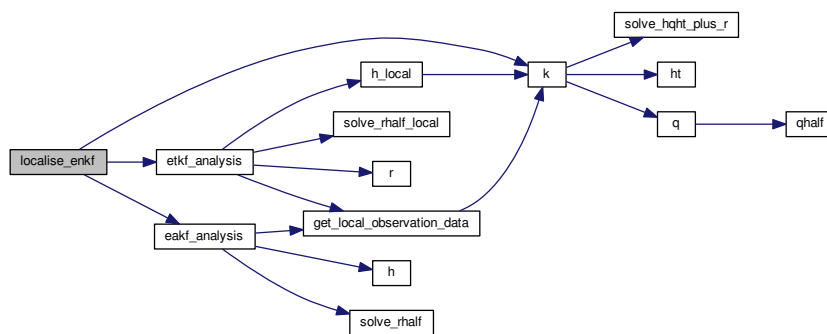 localise_enkf
etkf_analysis
eakf_analysis
h_local
solve_rhalf_local
r
get_local_observation_data
h
solve_rhalf
k
solve_hqht_plus_r
ht
q
qhalf